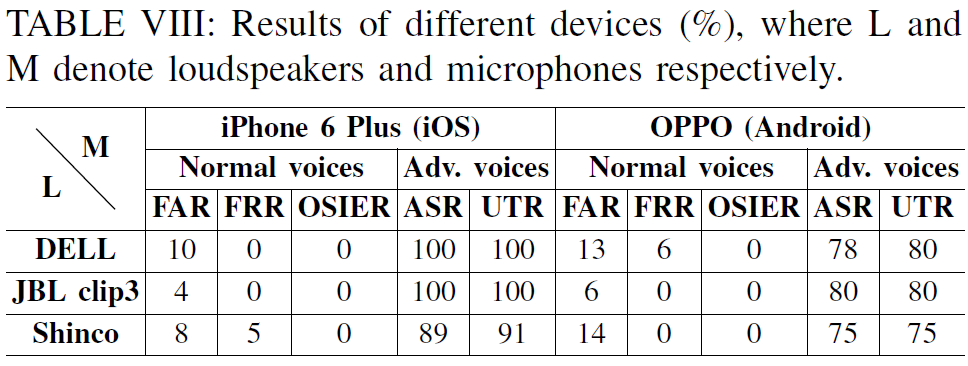 TABLE VIII: Results of different devices (%), where L and
M denote loudspeakers and microphones respectively.
M L iPhone 6 Plus (iOS) OPPO (Android)
Normal voices Adv. voices Normal voices Adv. voices
FAR FRR OSIER ASR UTR FAR FRR OSIER ASR UTR
DELL 10 0 0 100 100 13 6 0 78 80
JBL clip3 4 0 0 100 100 6 0 0 80 80
Shinco 8 5 0 89 91 14 0 0 75 75